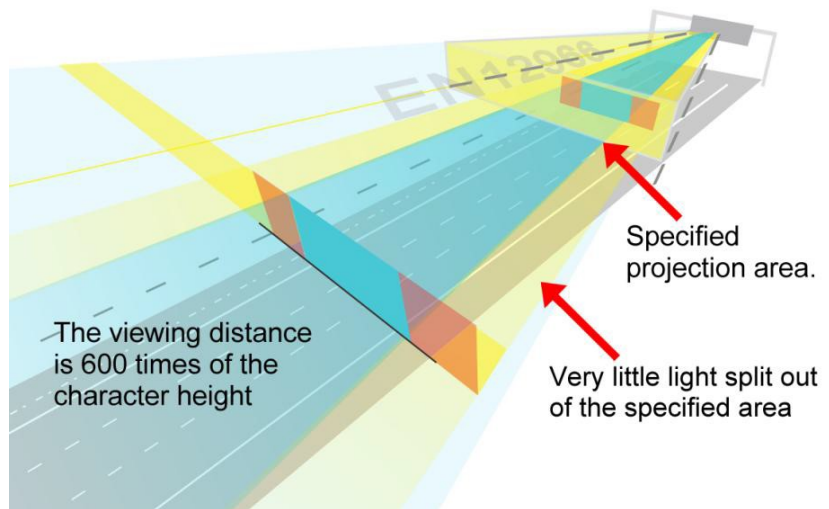 EN12966
Specified
projection area.
The viewing distance
is 600 times of the
character height
Very little light split out
of the specified area